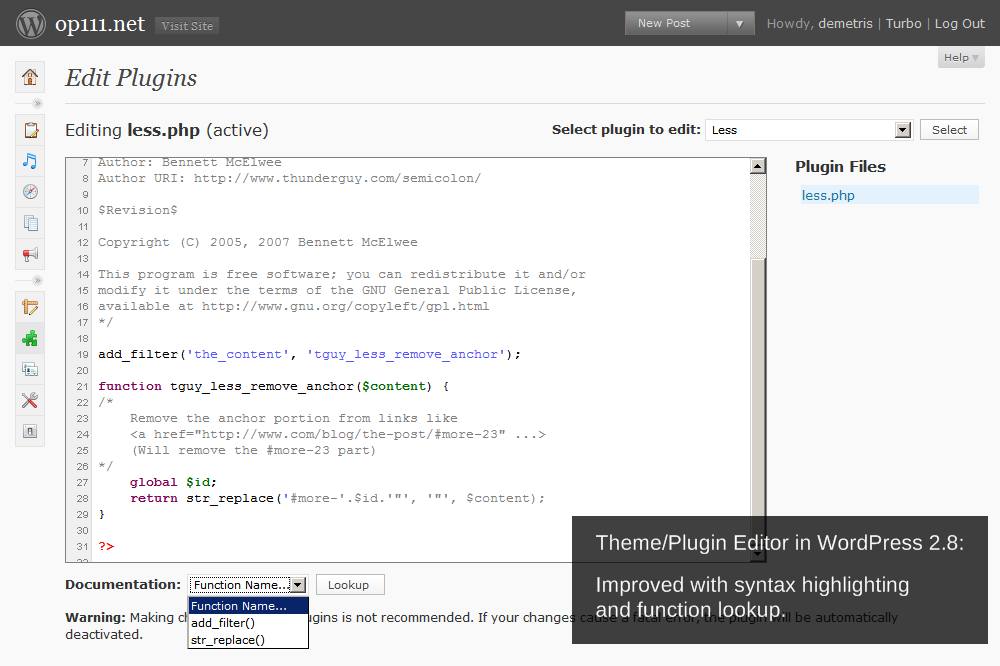 op111.net Visit Site New Post Howdy, demetris | Turbo | Log Out
Help
Edit Plugins
Editing less.php (active) Select plugin to edit: Less Select
7 Author: Bennett McElwee
8 Author URI: http://www.thunderguy.com/semicolon/
9
10 $Revision$
11
12 Copyright (C) 2005, 2007 Bennett McElwee
13
14 This program is free software; you can redistribute it and/or
15 modify it under the terms of the GNU General Public License,
16 available at http://www.gnu.org/copyleft/gpl.html
17 */
18
19 add_filter('the_content', 'tguy_less_remove_anchor');
20
21 function tguy_less_remove_anchor($content) {
22 /*
23 Remove the anchor portion from links like
24 <a href="http://www.com/blog/the-post/#more-23" ...>
25 (Will remove the #more-23 part)
26 */
27 global $id;
28 return str_replace('#more-'.$id.'"', '"', $content);
29 }
30
31 ?>
Plugin Files
less.php
Theme/Plugin Editor in WordPress 2.8:
Improved with syntax highlighting
and function lookup.
Documentation: Function Name... Lookup
Function Name...
add_filter()
str_replace()
Warning: Making ch lugins is not recommended. If your changes cause a fatal error, the plugin will be automatically
deactivated.